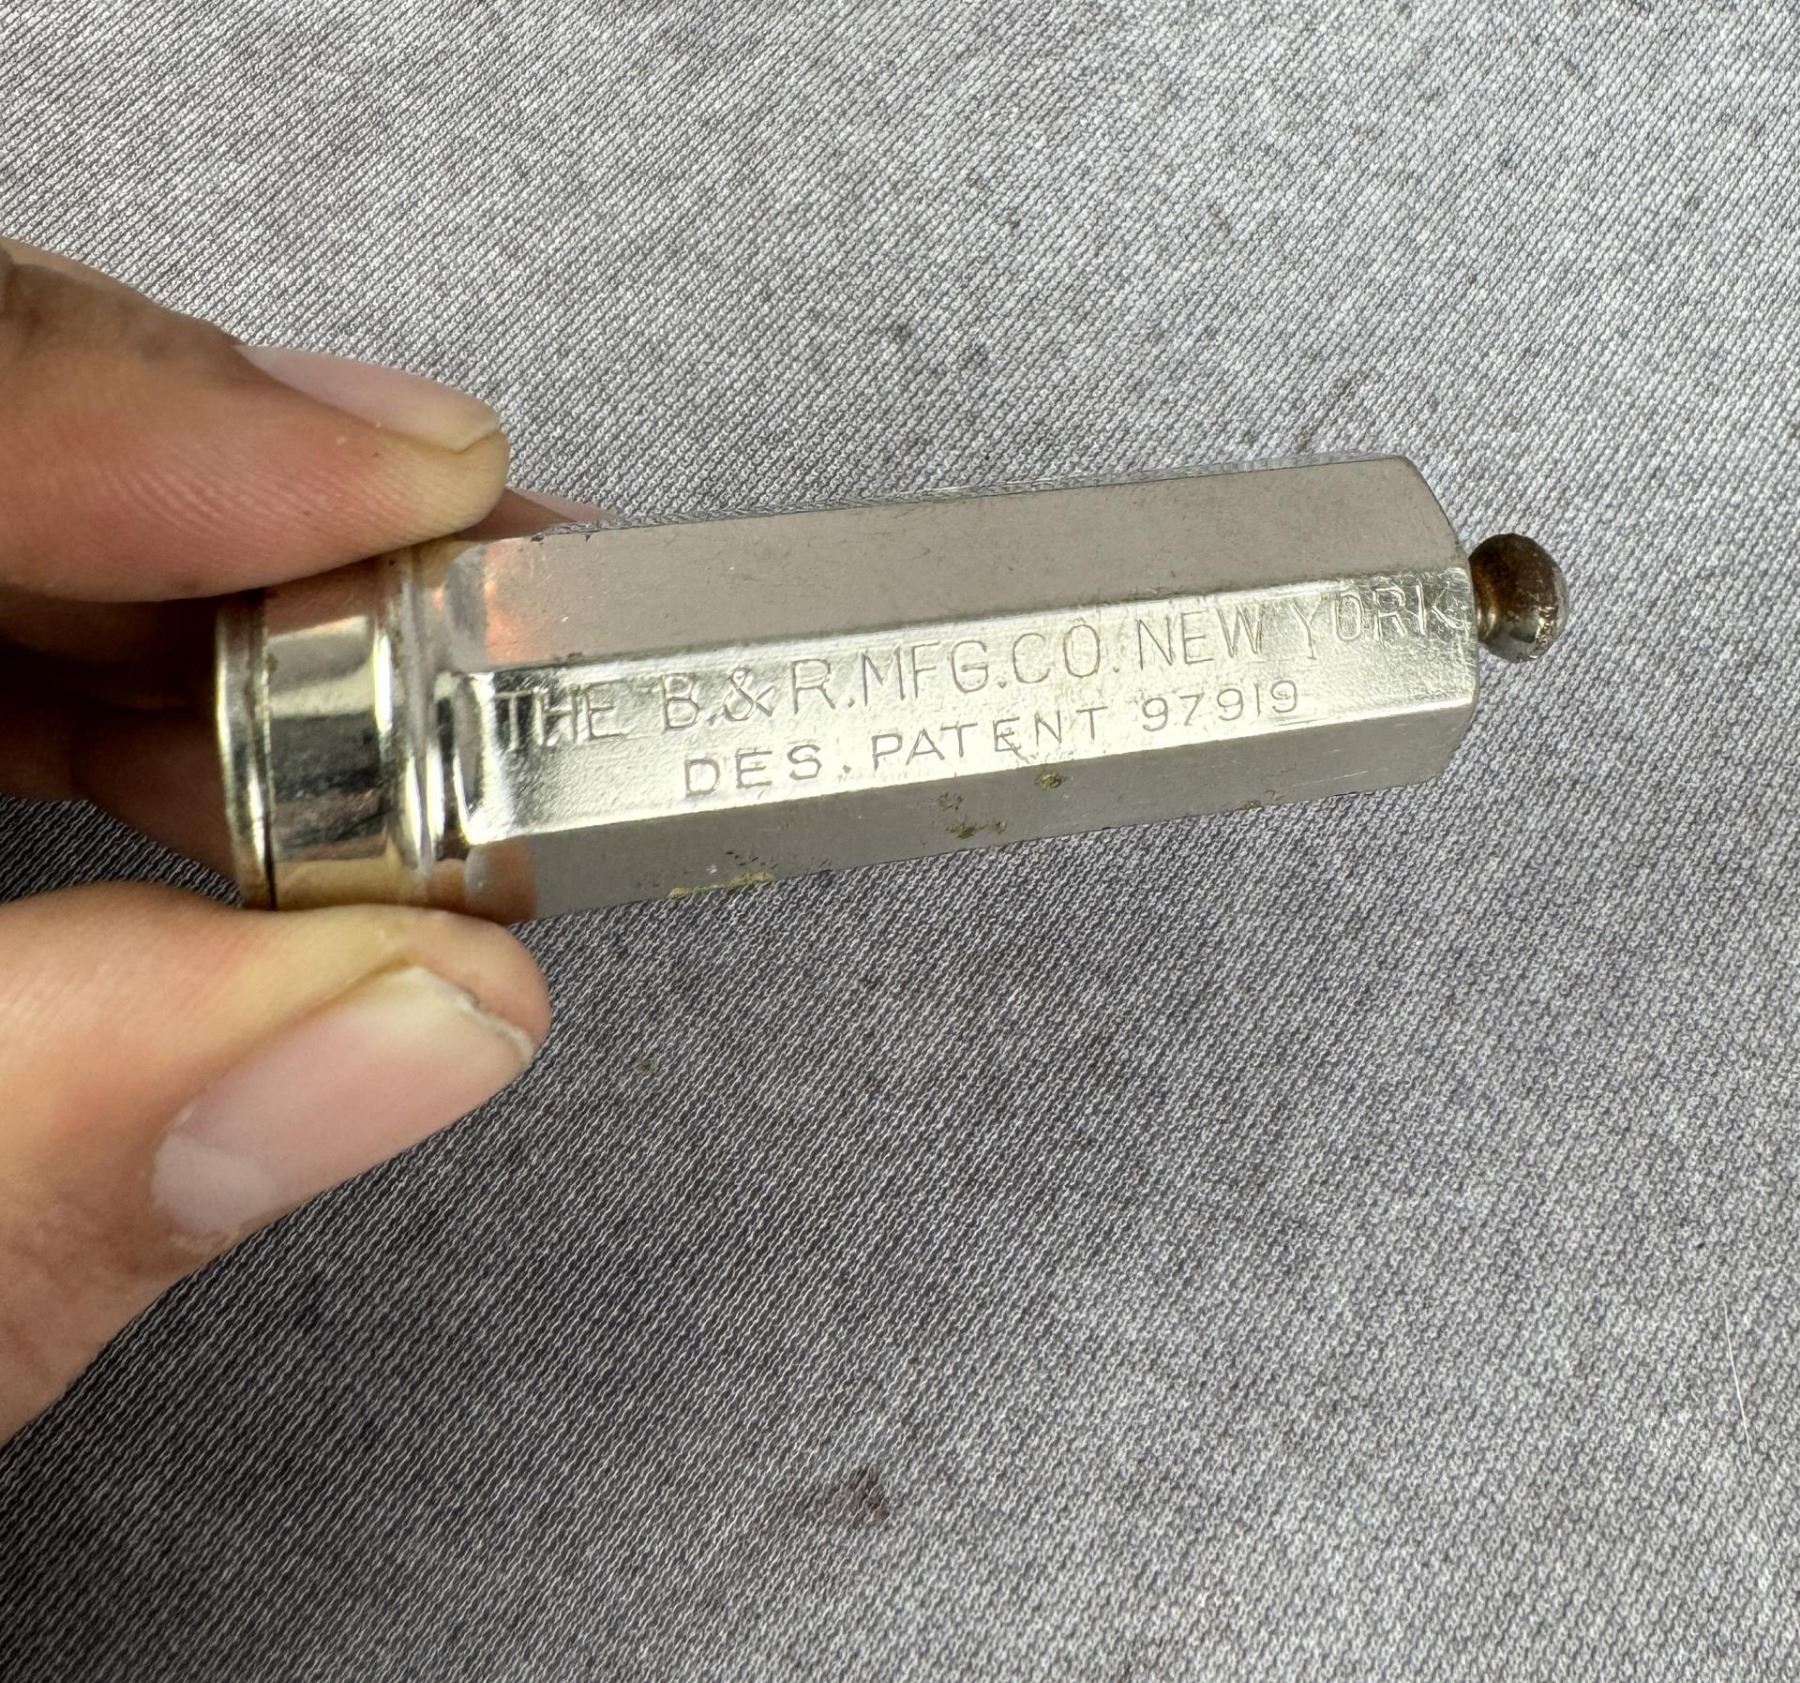 THE B.& R.MFG.CO. NEW YORK
DES. PATENT 97919